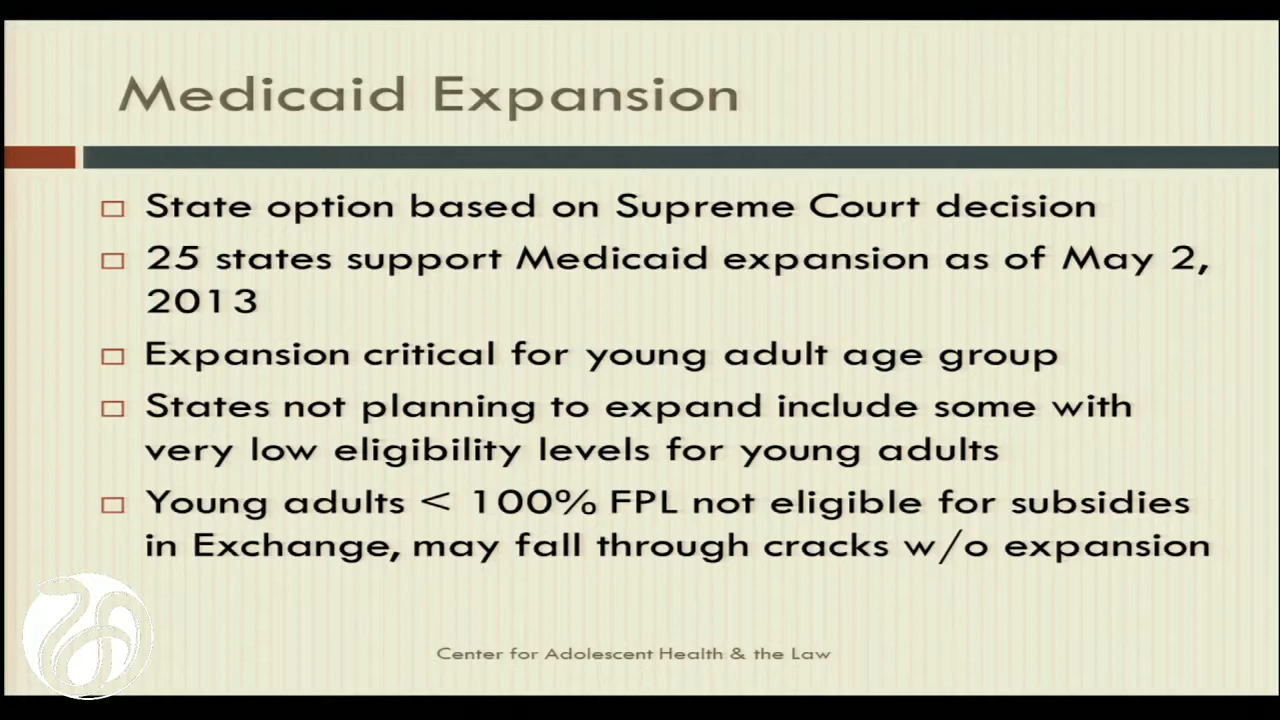 Medicaid Expansion
State option based on Supreme Court decision
25 states support Medicaid expansion as of May 2,
2013
Expansion critical for young adult age group
States not planning to expand include some with
very low eligibility levels for young adults
Young adults < 100% FPL not eligible for subsidies
in Exchange, may fall through cracks w/o expansion
Center for Adolescent Health & the Law